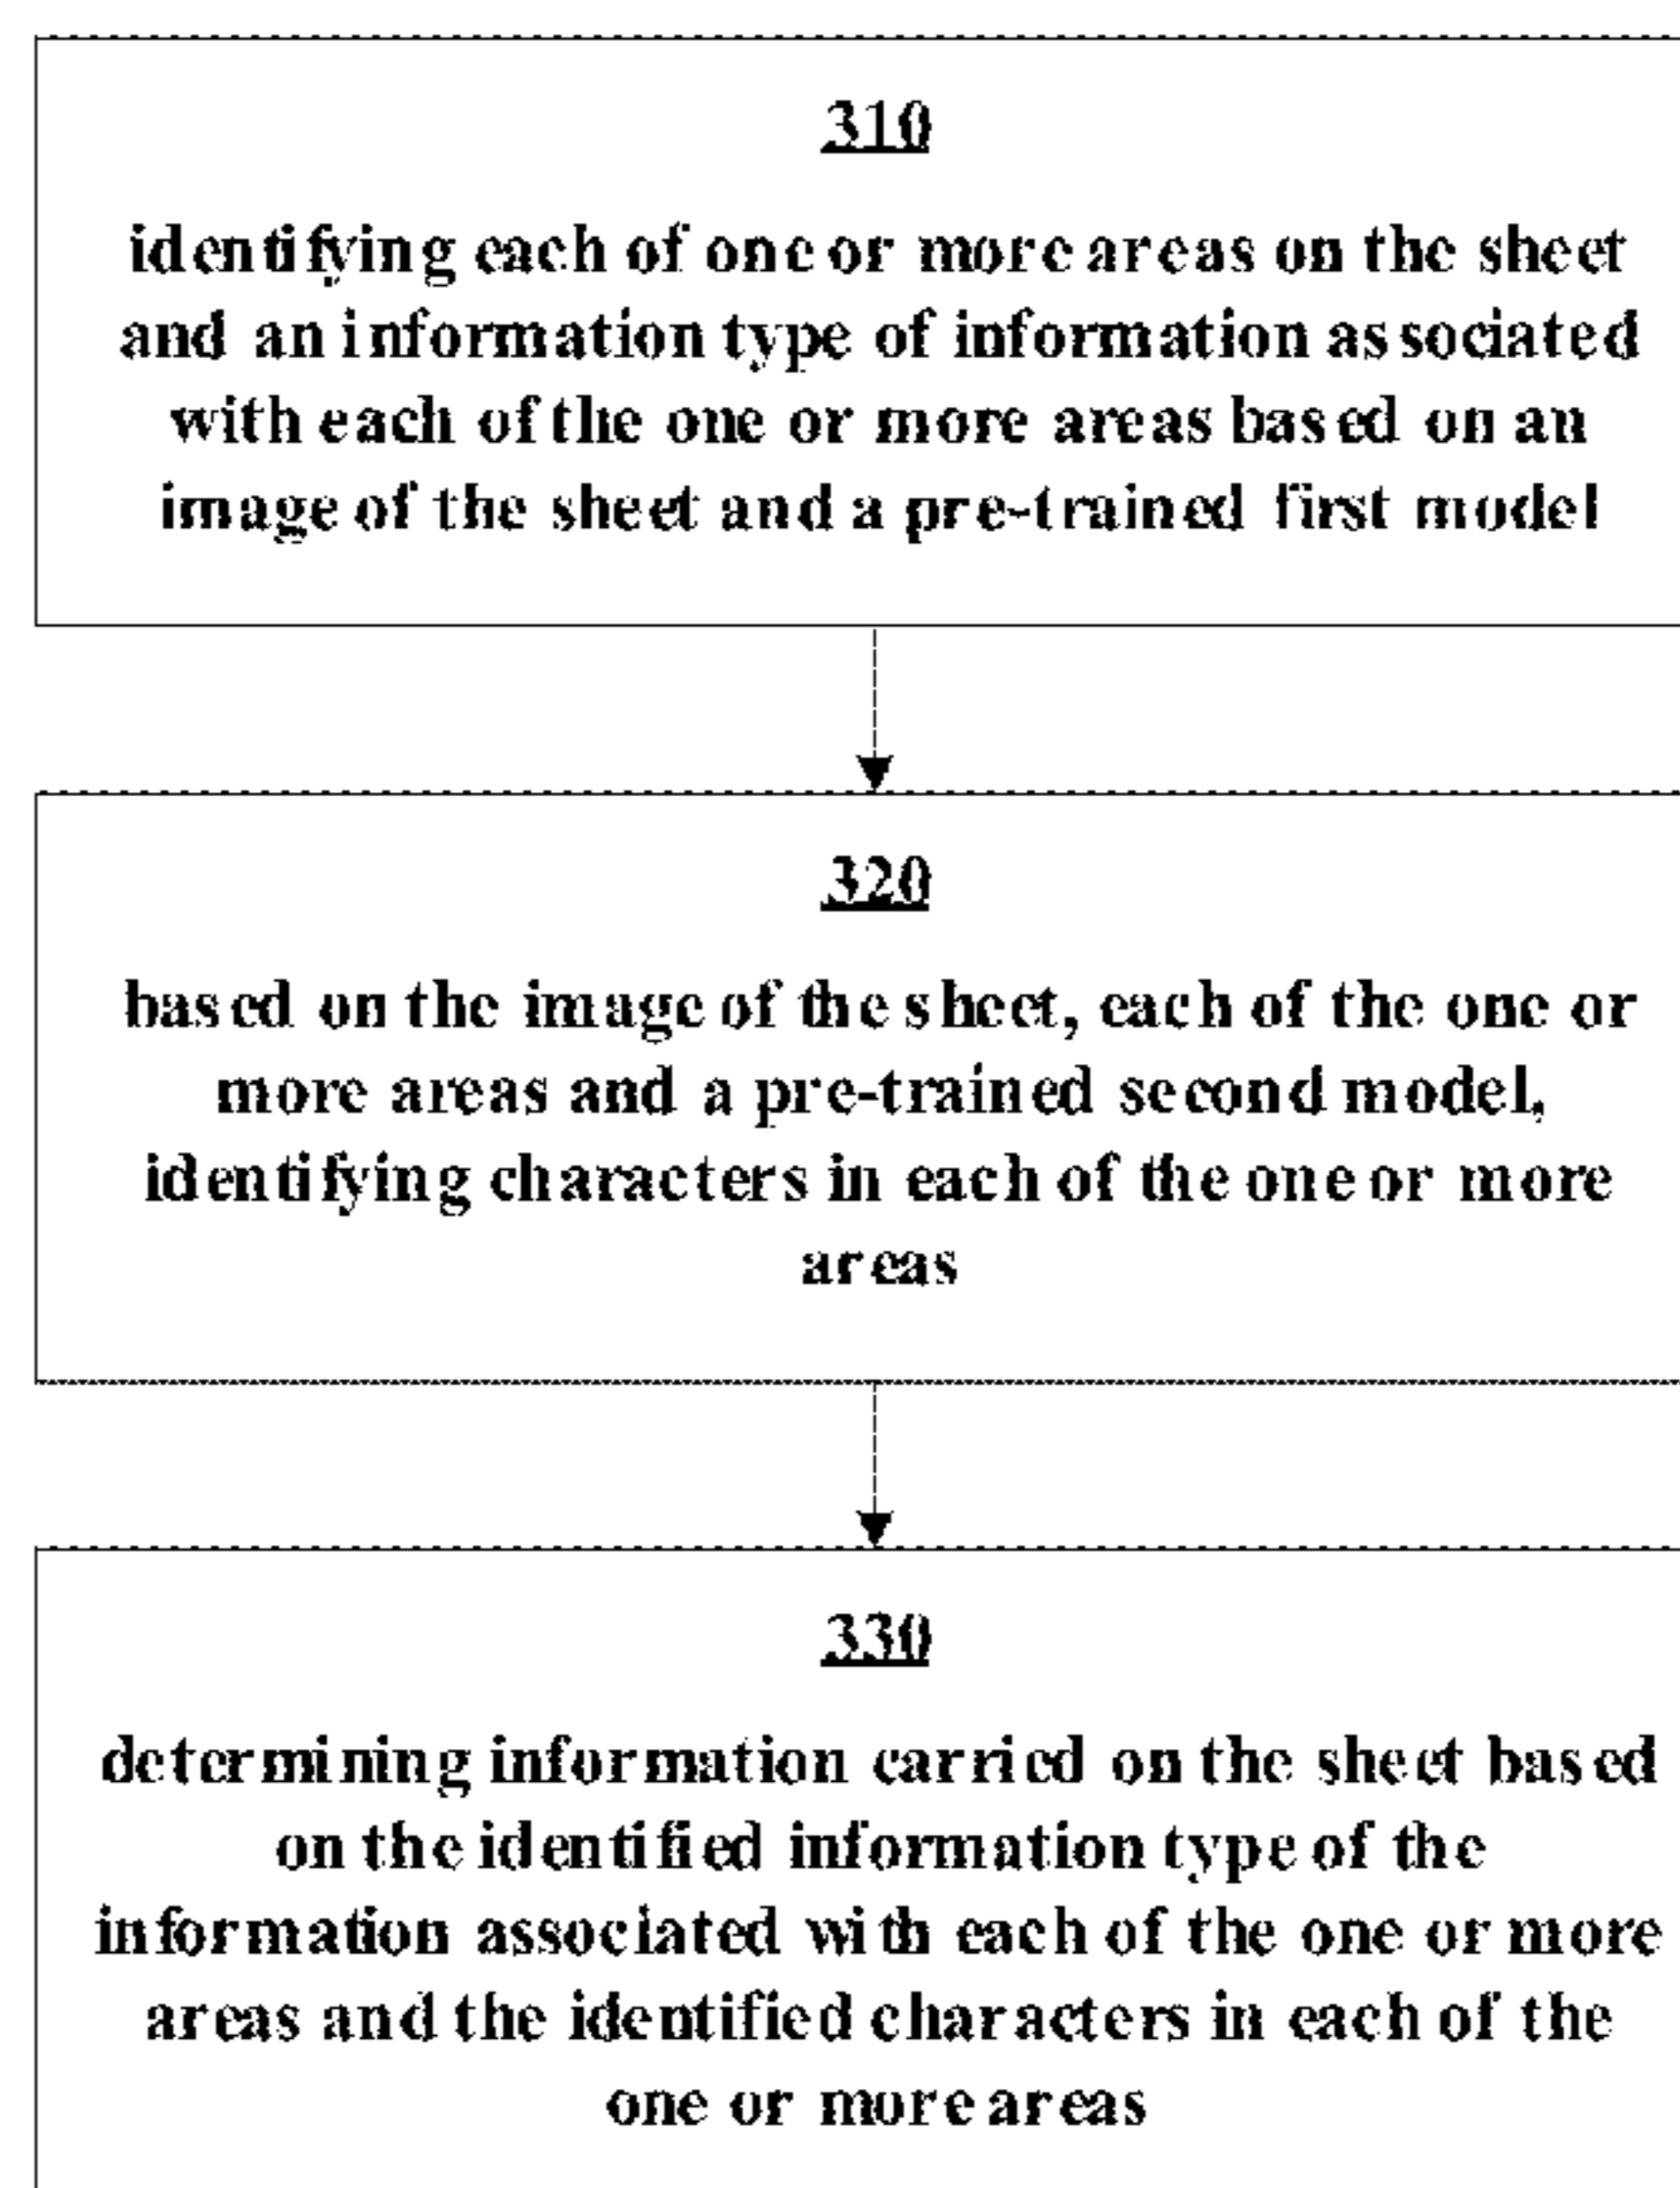 310
identifying each of one or more areas on the sheet
and an information type of information associated
with each of the one or more areas based on an
image of the sheet and a pre-trained first model
320
based on the image of the sheet, each of the one or
more areas and a pre-trained second model,
identifying characters in each of the one or more
areas
330
determining information carried on the sheet based
on the identified information type of the
information associated with each of the one or more
areas and the identified characters in each of the
one or more areas